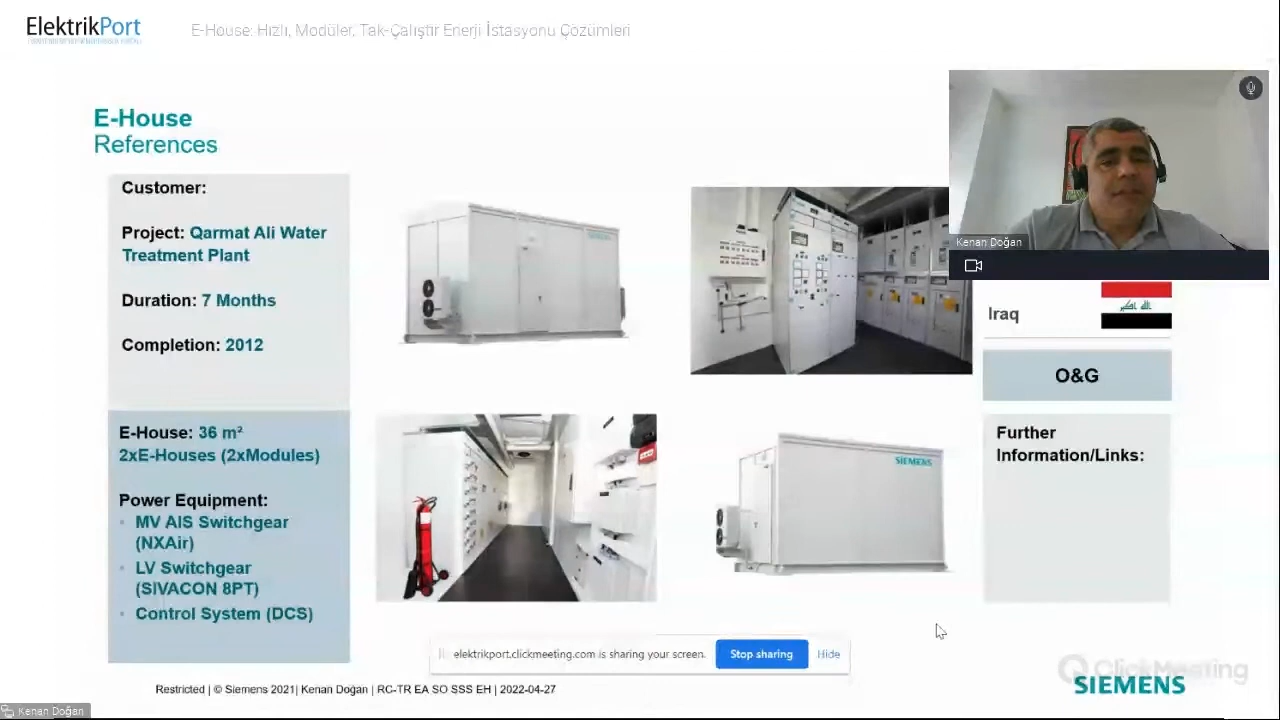 ElektrikPort
E-House: Hızlı, Modüler, Tak-Çalıştır Enerji İstasyonu Çözümleri
E-House
References
Customer:
Project: Qarmat Ali Water
Treatment Plant
Duration: 7 Months
Completion: 2012
E-House: 36 m²
2xE-Houses (2xModules)
Power Equipment:
MV AIS Switchgear
(NXAir)
LV Switchgear
(SIVACON 8PT)
Control System (DCS)
SIEMENS
SIEMENS
Kenan Doğan
Iraq
الله اكبر
O&G
Further
Information/Links:
elektrikport.clickmeeting.com is sharing your screen.
Stop sharing
Hide
Restricted | © Siemens 2021| Kenan Doğan | RC-TR EA SO SSS EH | 2022-04-27
ClickMeeting
SIEMENS
Kenan Doğan